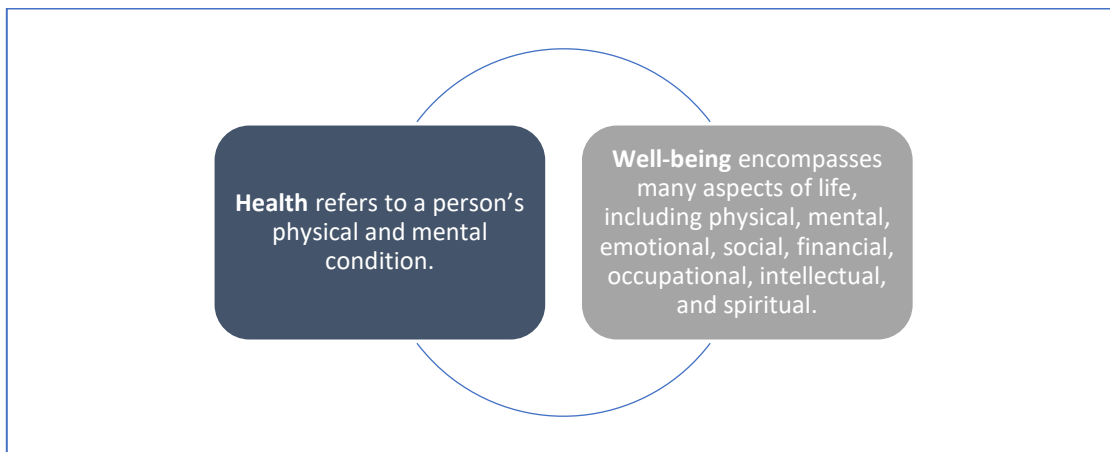 Health refers to a person’s
physical and mental
condition.
Well-being encompasses
many aspects of life,
including physical, mental,
emotional, social, financial,
occupational, intellectual,
and spiritual.